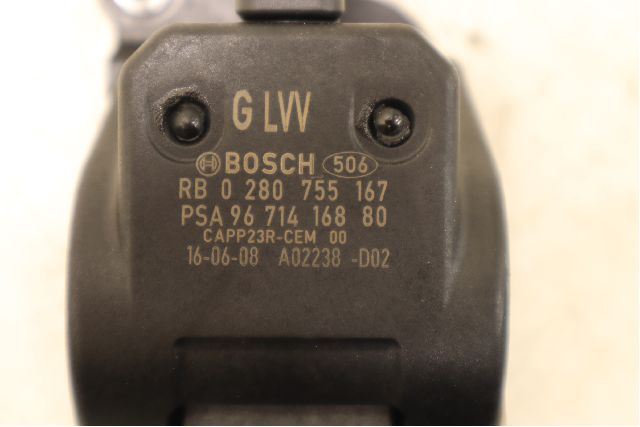 G LVV
BOSCH 506
RB 0 280 755 167
PSA 96 714 168 80
CAPP23R-CEM 00
16-06-08 A02238 -D02